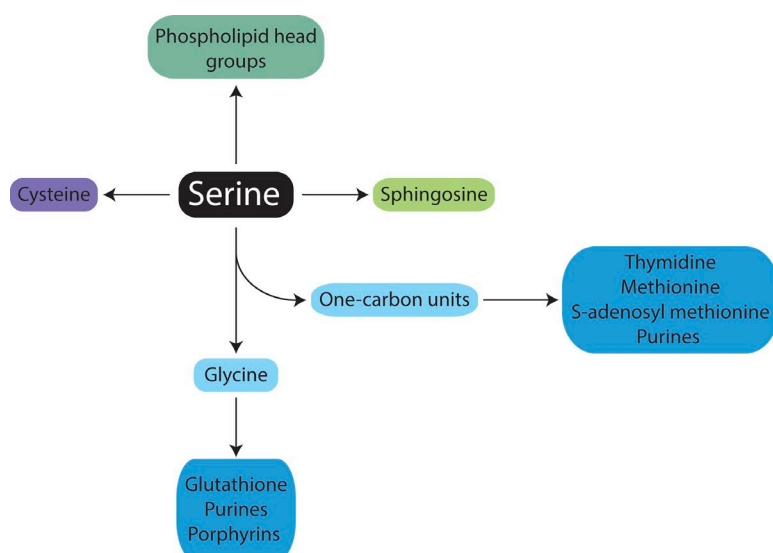 Phospholipid head
groups
Cysteine
Serine
Sphingosine
One-carbon units
Thymidine
Methionine
S-adenosyl methionine
Purines
Glycine
Glutathione
Purines
Porphyrins